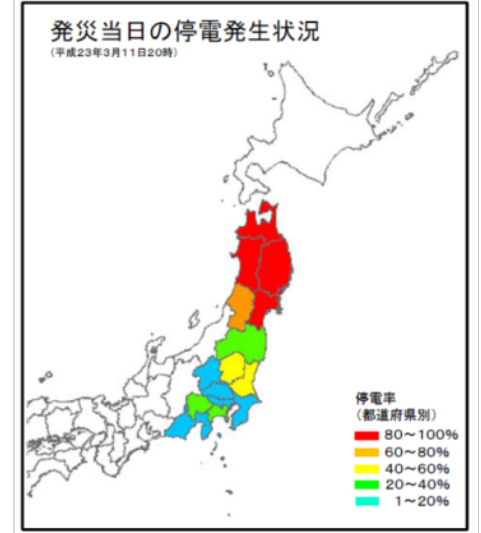 発災当日の停電発生状況
(平成23年3月11日20時)
停電率
(都道府県別)
80～100%
60～80%
40～60%
20～40%
1～20%